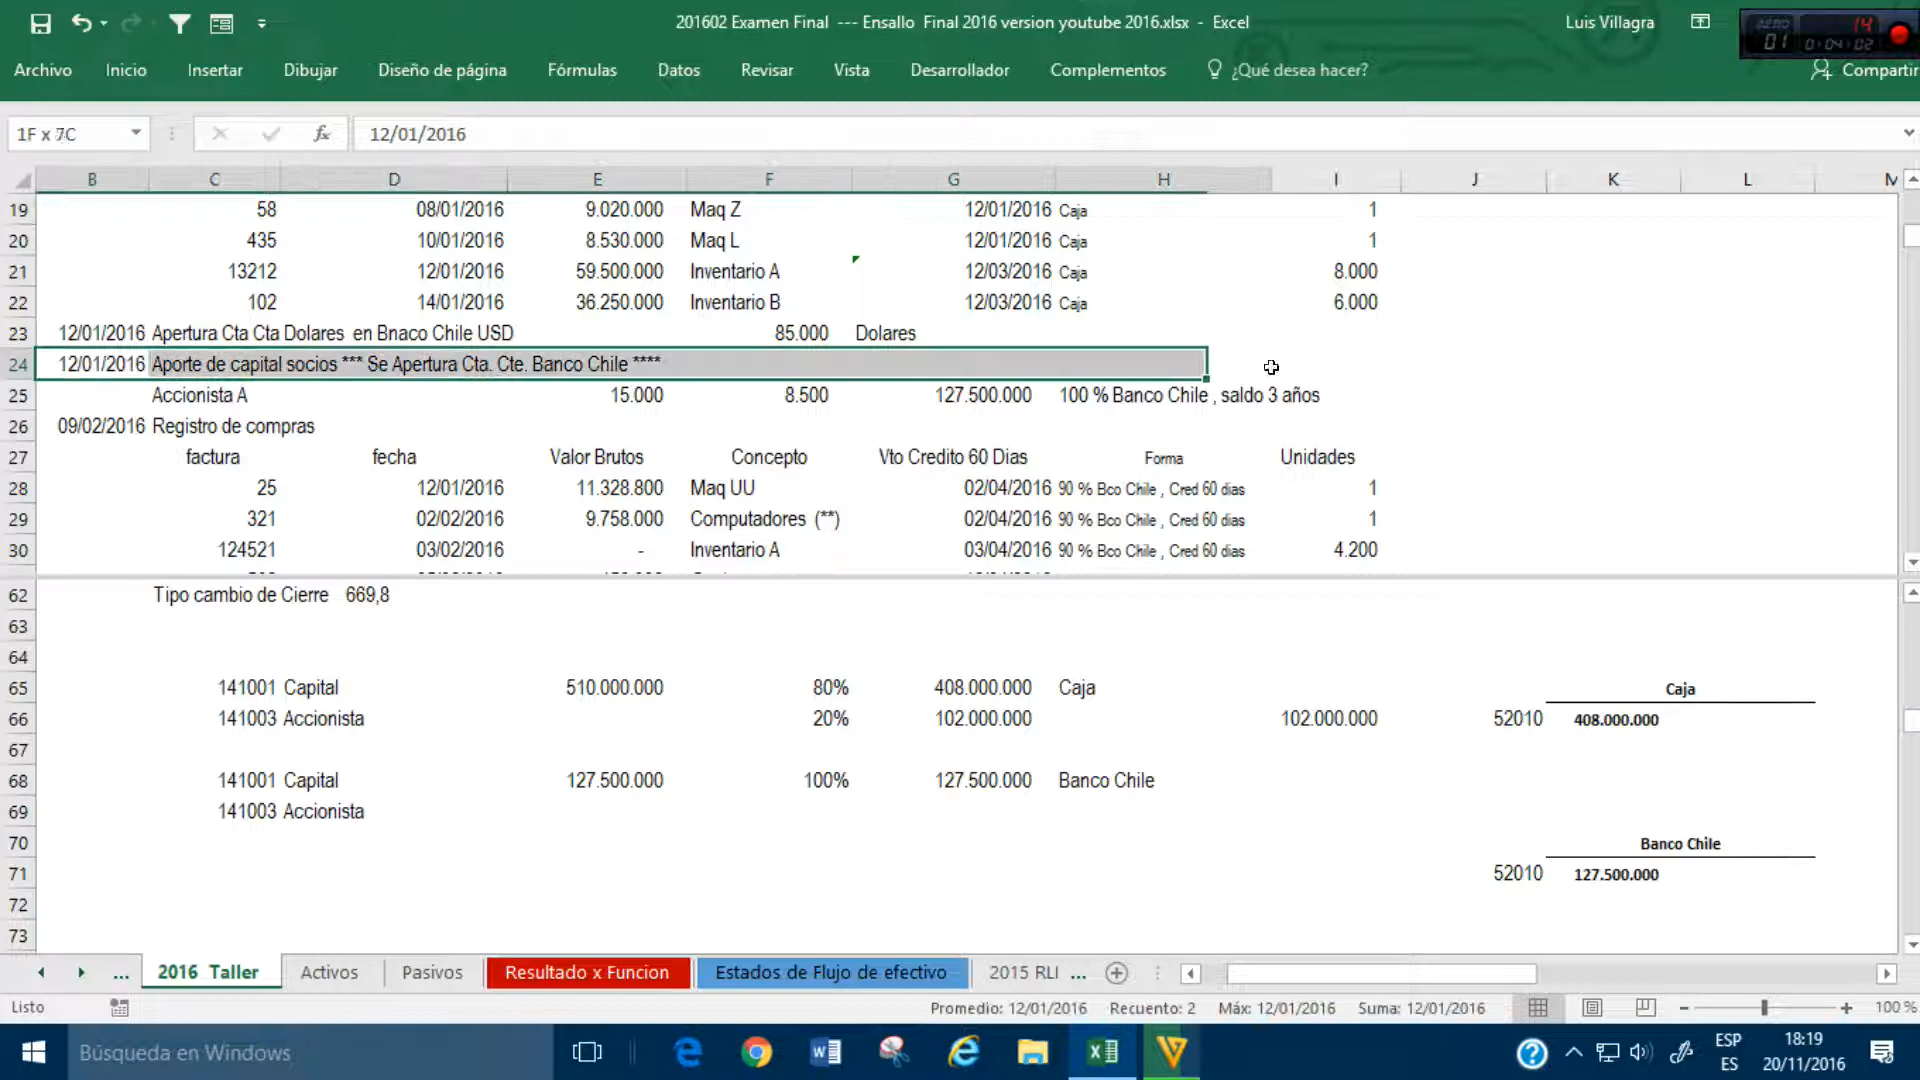 201602 Examen Final --- Ensallo Final 2016 version youtube 2016.xlsx - Excel
Luis Villagra
14
01 0:04:02
Archivo Inicio Insertar Dibujar Diseño de página Fórmulas Datos Revisar Vista Desarrollador Complementos ¿Qué desea hacer? Compartir
1F x 7C fx 12/01/2016
B C D E F G H I J K L M
19 58 08/01/2016 9.020.000 Maq Z 12/01/2016 Caja 1
20 435 10/01/2016 8.530.000 Maq L 12/01/2016 Caja 1
21 13212 12/01/2016 59.500.000 Inventario A 12/03/2016 Caja 8.000
22 102 14/01/2016 36.250.000 Inventario B 12/03/2016 Caja 6.000
23 12/01/2016 Apertura Cta Cta Dolares en Bnaco Chile USD 85.000 Dolares
24 12/01/2016 Aporte de capital socios *** Se Apertura Cta. Cte. Banco Chile ****
25 Accionista A 15.000 8.500 127.500.000 100 % Banco Chile , saldo 3 años
26 09/02/2016 Registro de compras
27 factura fecha Valor Brutos Concepto Vto Credito 60 Dias Forma Unidades
28 25 12/01/2016 11.328.800 Maq UU 02/04/2016 90 % Bco Chile , Cred 60 dias 1
29 321 02/02/2016 9.758.000 Computadores (**) 02/04/2016 90 % Bco Chile , Cred 60 dias 1
30 124521 03/02/2016 - Inventario A 03/04/2016 90 % Bco Chile , Cred 60 dias 4.200
62 Tipo cambio de Cierre 669,8
63
64
65 141001 Capital 510.000.000 80% 408.000.000 Caja Caja
66 141003 Accionista 20% 102.000.000 102.000.000 52010 408.000.000
67
68 141001 Capital 127.500.000 100% 127.500.000 Banco Chile
69 141003 Accionista
70 Banco Chile
71 52010 127.500.000
72
73
... 2016 Taller Activos Pasivos Resultado x Funcion Estados de Flujo de efectivo 2015 RLI ...
Listo Promedio: 12/01/2016 Recuento: 2 Máx: 12/01/2016 Suma: 12/01/2016 100 %
Búsqueda en Windows ESP 18:19
ES 20/11/2016